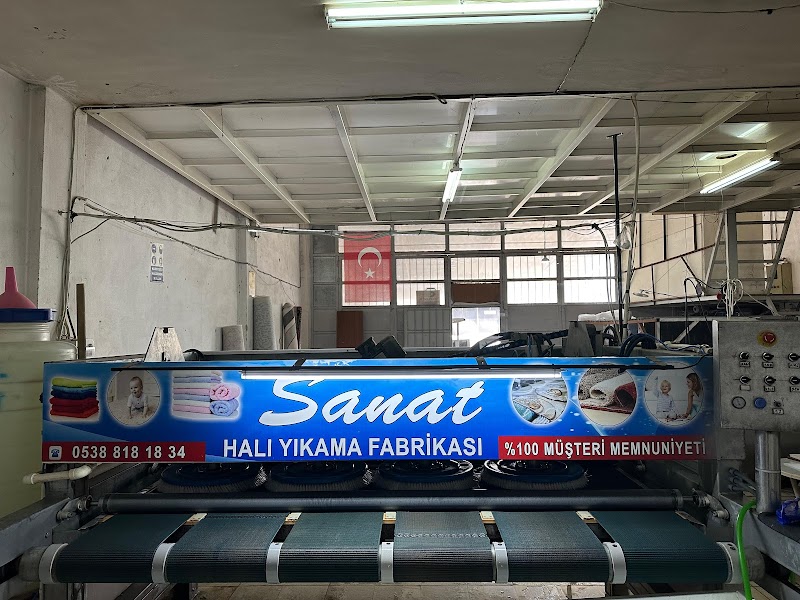 Sanat
HALI YIKAMA FABRİKASI
0538 818 18 34
%100 MÜŞTERİ MEMNUNİYETİ